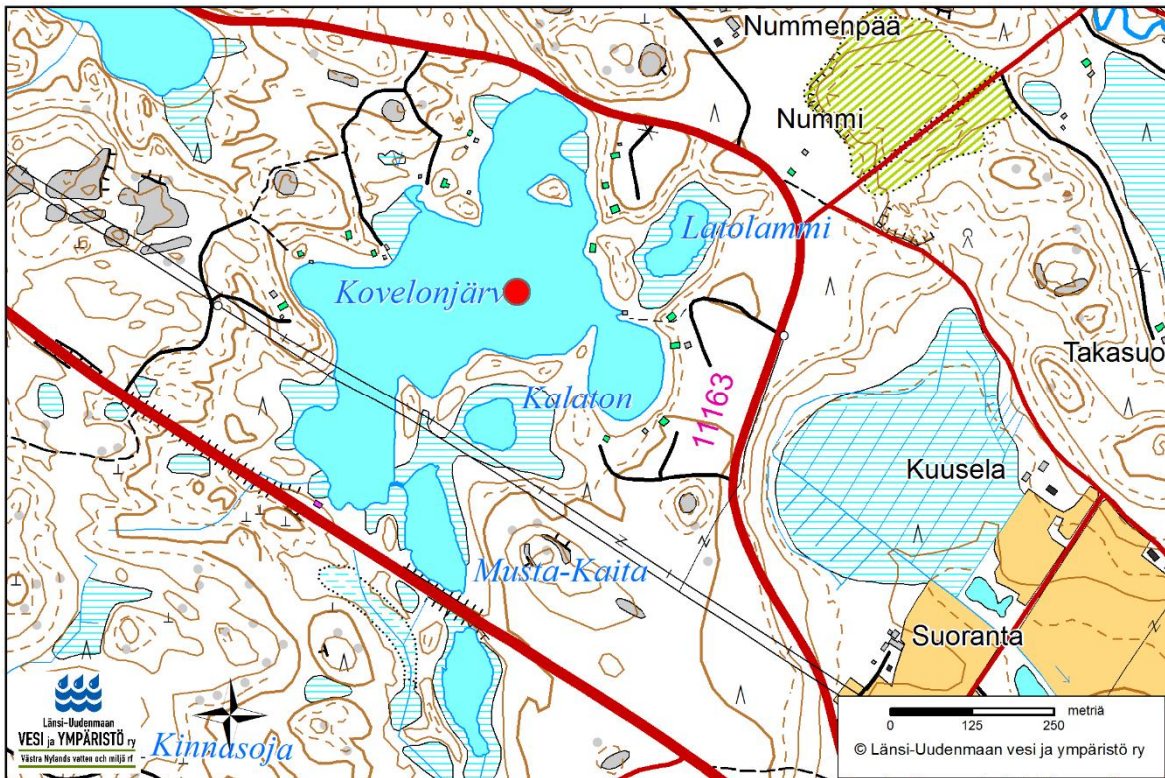 Nummenpää
Nummi
Latolammi
Kovelonjärv
Takasuo
Kalaton
11163
Kuusela
Musta-Kaita
Suoranta
Kinnasoja
Länsi-Uudenmaan
VESI ja YMPÄRISTÖ ry
Västra Nylands vatten och miljö rf
metriä
0 125 250
© Länsi-Uudenmaan vesi ja ympäristö ry